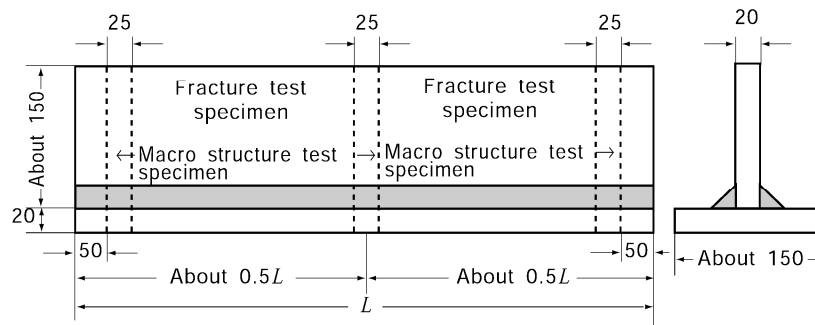 25
25
25
20
Fracture test
specimen
Fracture test
specimen
About 150
Macro structure test
specimen
Macro structure test
specimen
20
50
50
About 150
About 0.5L
About 0.5L
L